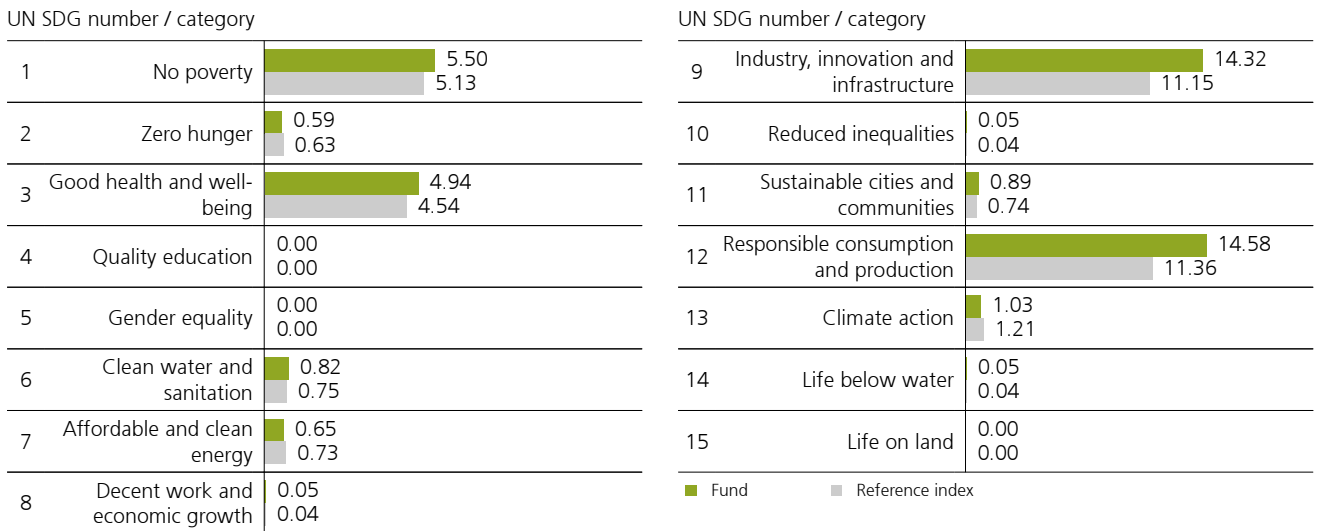 UN SDG number / category
1 No poverty 5.50
5.13
2 Zero hunger 0.59
0.63
3 Good health and well- 4.94
being 4.54
4 Quality education 0.00
0.00
5 Gender equality 0.00
0.00
6 Clean water and 0.82
sanitation 0.75
7 Affordable and clean 0.65
energy 0.73
8 Decent work and 0.05
economic growth 0.04
UN SDG number / category
9 Industry, innovation and 14.32
infrastructure 11.15
10 Reduced inequalities 0.05
0.04
11 Sustainable cities and 0.89
communities 0.74
12 Responsible consumption 14.58
and production 11.36
13 Climate action 1.03
1.21
14 Life below water 0.05
0.04
15 Life on land 0.00
0.00
Fund Reference index